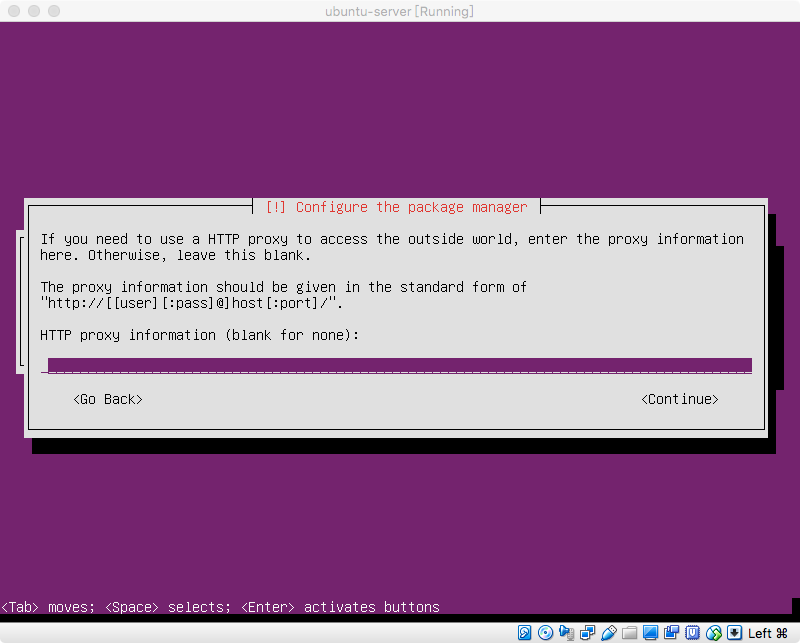 ubuntu-server [Running]
[!] Configure the package manager
If you need to use a HTTP proxy to access the outside world, enter the proxy information
here. Otherwise, leave this blank.
The proxy information should be given in the standard form of
"http://[[user][:pass]@]host[:port]/".
HTTP proxy information (blank for none):
<Go Back> <Continue>
<Tab> moves; <Space> selects; <Enter> activates buttons
Left ⌘